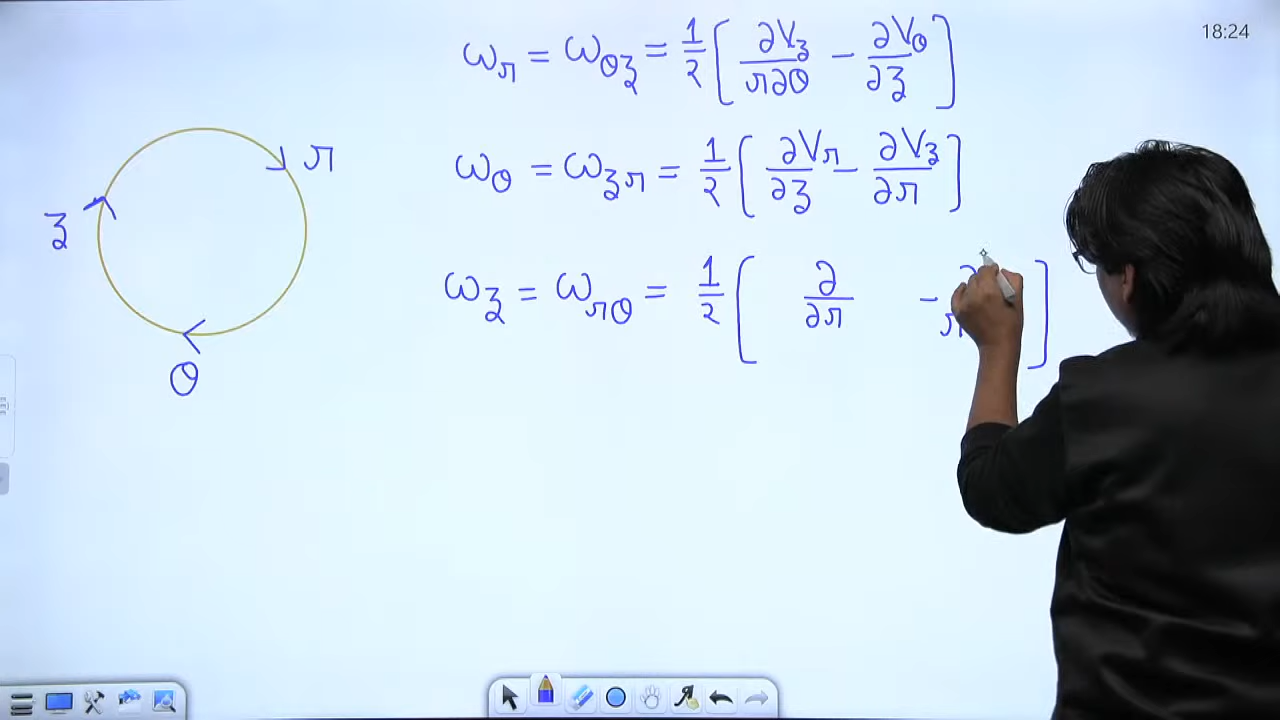 18:24
ω_r = ω_θz = 1/2 [ ∂V_z/r∂θ − ∂V_θ/∂z ]
r
ω_θ = ω_zr = 1/2 [ ∂V_r/∂z − ∂V_z/∂r ]
z
ω_z = ω_rθ = 1/2 [ ∂/∂r − ∂/r ]
θ